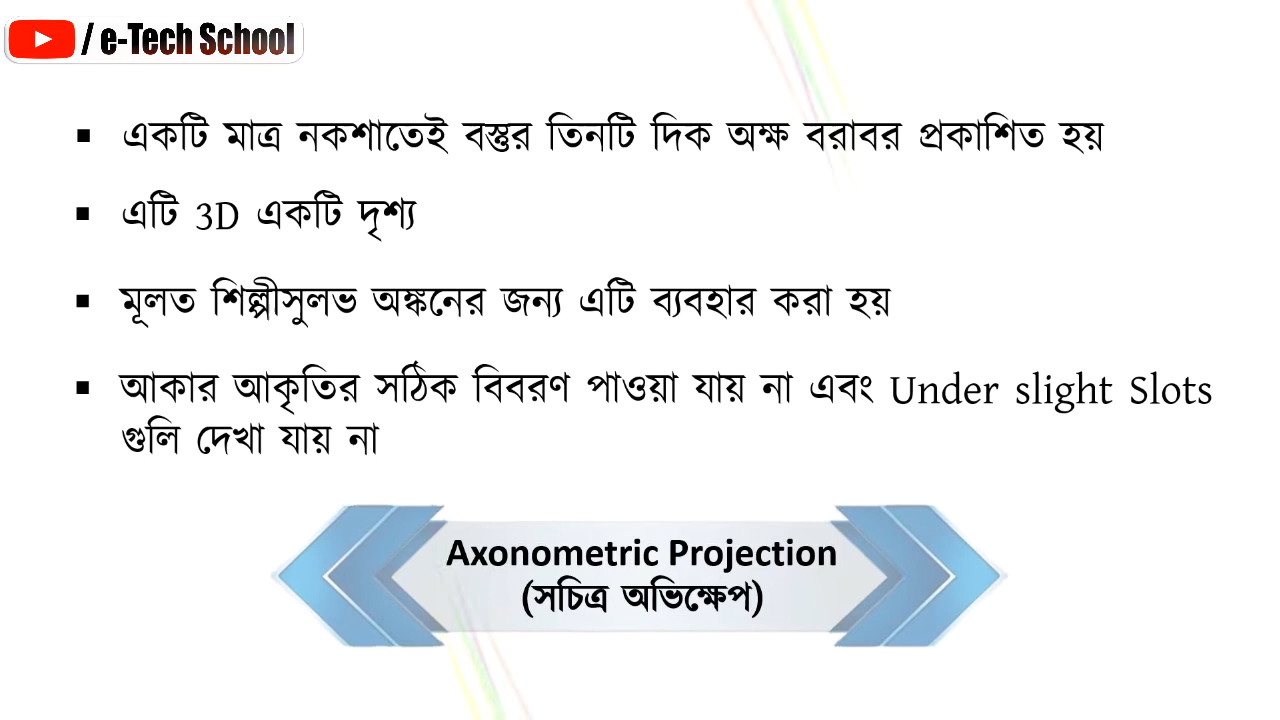 / e-Tech School
▪ একটি মাত্র নকশাতেই বস্তুর তিনটি দিক অক্ষ বরাবর প্রকাশিত হয়
▪ এটি 3D একটি দৃশ্য
▪ মূলত শিল্পীসুলভ অঙ্কনের জন্য এটি ব্যবহার করা হয়
▪ আকার আকৃতির সঠিক বিবরণ পাওয়া যায় না এবং Under slight Slots
গুলি দেখা যায় না
Axonometric Projection
(সচিত্র অভিক্ষেপ)